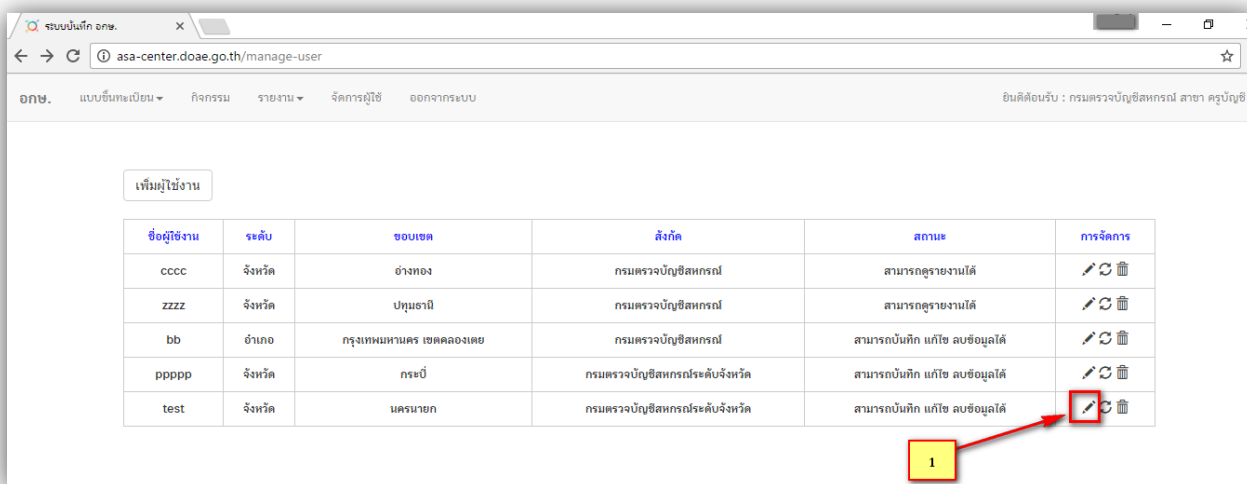 ระบบบันทึก อกษ.
asa-center.doae.go.th/manage-user
อกษ. แบบขึ้นทะเบียน กิจกรรม รายงาน จัดการผู้ใช้ ออกจากระบบ ยินดีต้อนรับ : กรมตรวจบัญชีสหกรณ์ สาขา ครูบัญชี
เพิ่มผู้ใช้งาน
ชื่อผู้ใช้งาน ระดับ ขอบเขต สังกัด สถานะ การจัดการ
cccc จังหวัด อ่างทอง กรมตรวจบัญชีสหกรณ์ สามารถดูรายงานได้
zzzz จังหวัด ปทุมธานี กรมตรวจบัญชีสหกรณ์ สามารถดูรายงานได้
bb อำเภอ กรุงเทพมหานคร เขตคลองเตย กรมตรวจบัญชีสหกรณ์ สามารถบันทึก แก้ไข ลบข้อมูลได้
ppppp จังหวัด กระบี่ กรมตรวจบัญชีสหกรณ์ระดับจังหวัด สามารถบันทึก แก้ไข ลบข้อมูลได้
test จังหวัด นครนายก กรมตรวจบัญชีสหกรณ์ระดับจังหวัด สามารถบันทึก แก้ไข ลบข้อมูลได้
1